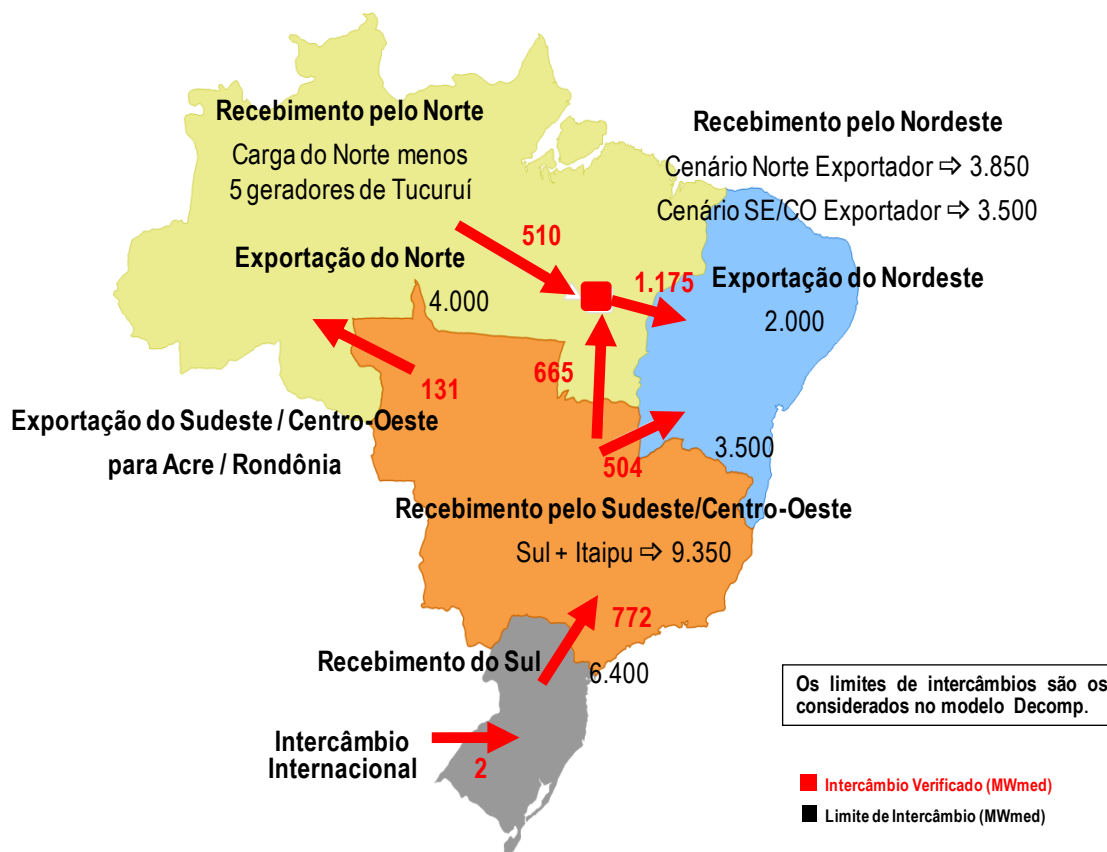 Recebimento pelo Norte
Carga do Norte menos
5 geradores de Tucuruí
Recebimento pelo Nordeste
Cenário Norte Exportador ⇨ 3.850
Cenário SE/CO Exportador ⇨ 3.500
510
Exportação do Norte
4.000
1.175
Exportação do Nordeste
2.000
131
665
Exportação do Sudeste / Centro-Oeste
para Acre / Rondônia
504
3.500
Recebimento pelo Sudeste/Centro-Oeste
Sul + Itaipu ⇨ 9.350
772
Recebimento do Sul
6.400
Os limites de intercâmbios são os
considerados no modelo Decomp.
Intercâmbio
Internacional
2
Intercâmbio Verificado (MWmed)
Limite de Intercâmbio (MWmed)